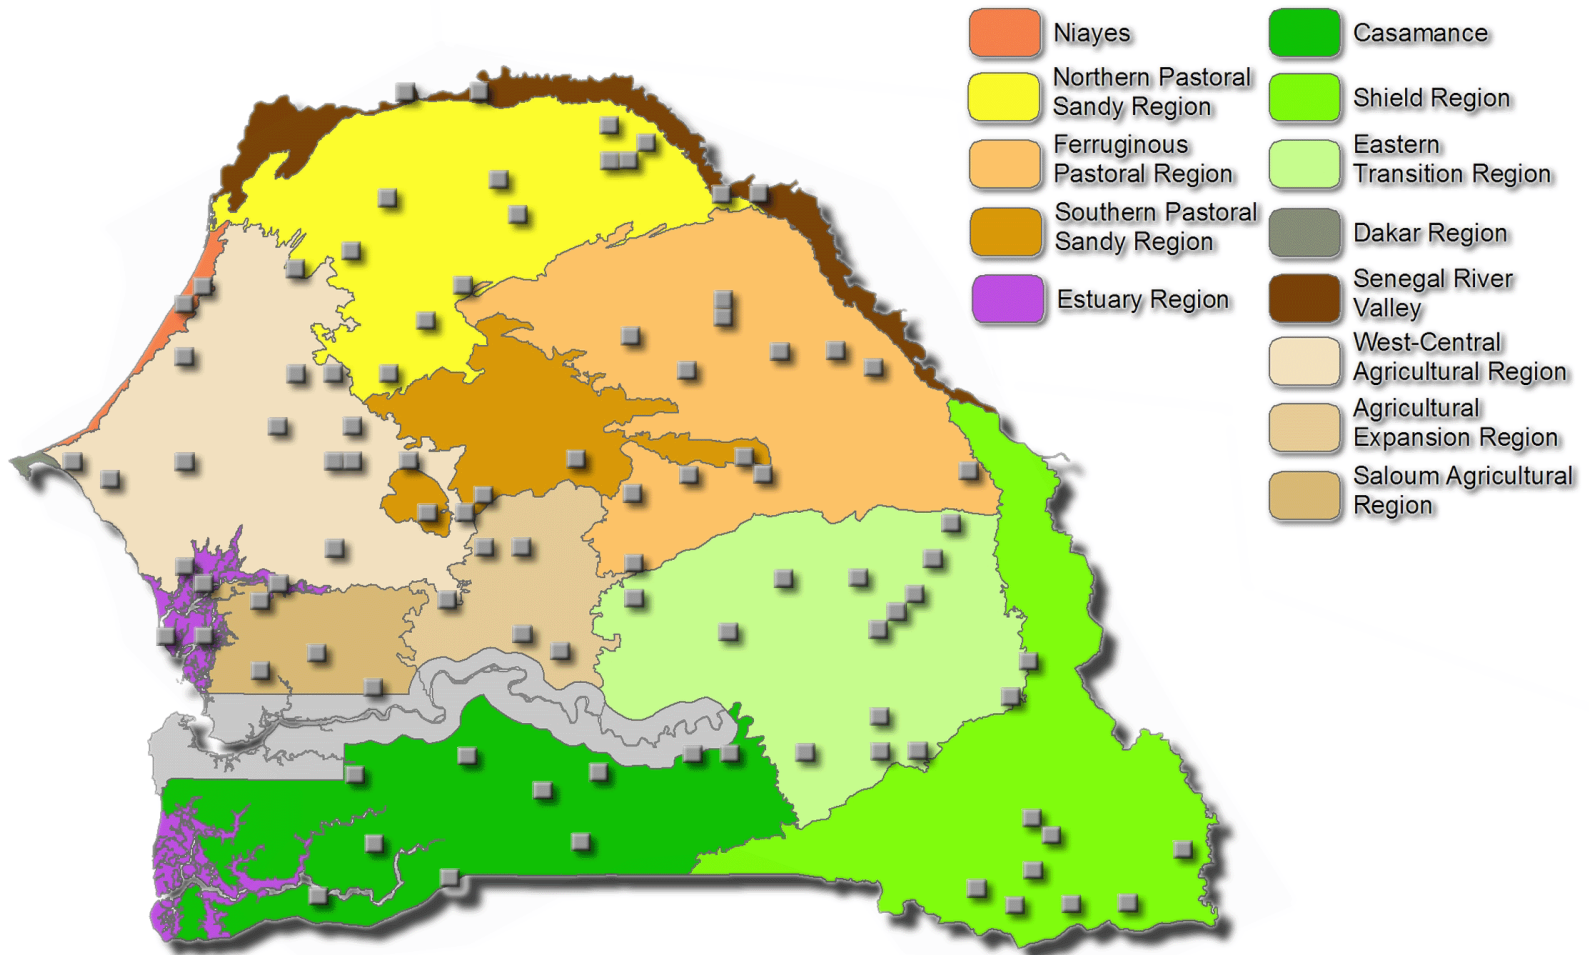 Niayes
Northern Pastoral
Sandy Region
Ferruginous
Pastoral Region
Southern Pastoral
Sandy Region
Estuary Region
Casamance
Shield Region
Eastern
Transition Region
Dakar Region
Senegal River
Valley
West-Central
Agricultural Region
Agricultural
Expansion Region
Saloum Agricultural
Region